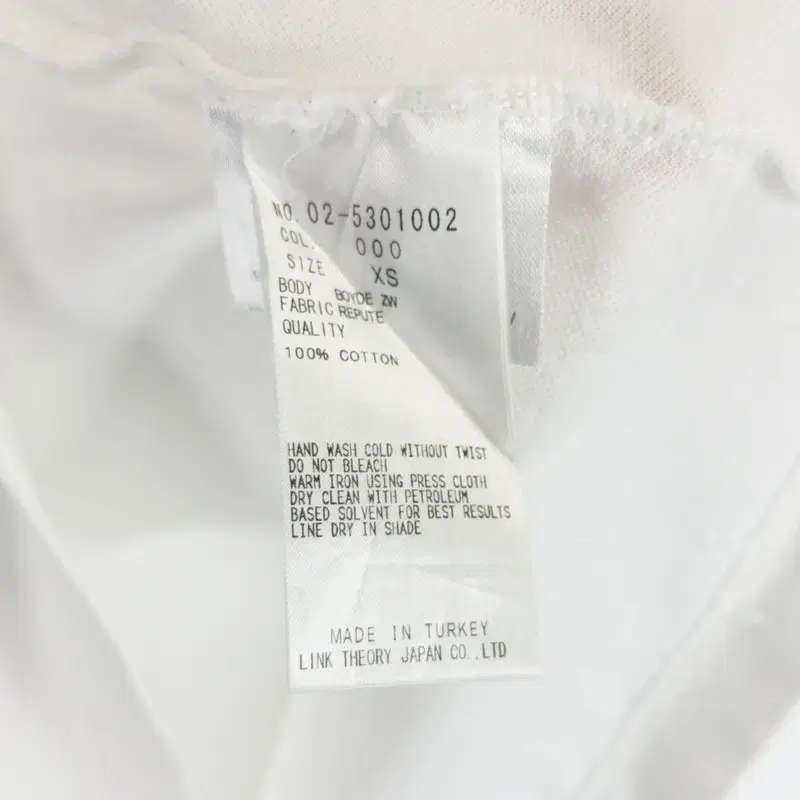 NO. 02-5301002
COL. 000
SIZE XS
BODY BOYDE ZW
FABRIC REPUTE
QUALITY
100% COTTON
HAND WASH COLD WITHOUT TWIST
DO NOT BLEACH
WARM IRON USING PRESS CLOTH
DRY CLEAN WITH PETROLEUM
BASED SOLVENT FOR BEST RESULTS
LINE DRY IN SHADE
MADE IN TURKEY
LINK THEORY JAPAN CO.,LTD